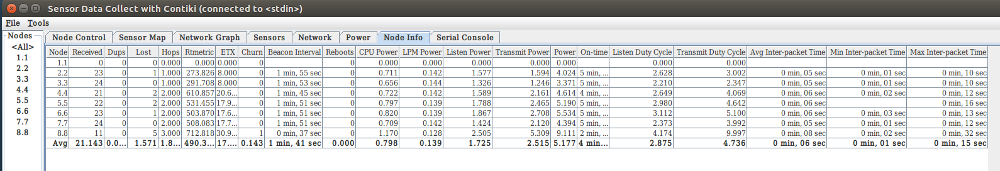 Sensor Data Collect with Contiki (connected to <stdin>)
File Tools
Nodes
<All>
1.1
2.2
3.3
4.4
5.5
6.6
7.7
8.8
Node Control Sensor Map Network Graph Sensors Network Power Node Info Serial Console
Node Received Dups Lost Hops Rtmetric ETX Churn Beacon Interval Reboots CPU Power LPM Power Listen Power Transmit Power Power On-time Listen Duty Cycle Transmit Duty Cycle Avg Inter-packet Time Min Inter-packet Time Max Inter-packet Time
1.1 0 0 0 0.000 0.000 0.000 0 0 0.000 0.000 0.000 0.000 0.000 0.000 0.000
2.2 23 0 1 1.000 273.826 8.000 0 1 min, 55 sec 0 0.711 0.142 1.577 1.594 4.024 5 min, ... 2.628 3.002 0 min, 05 sec 0 min, 01 sec 0 min, 10 sec
3.3 24 0 0 1.000 291.708 8.000 0 1 min, 53 sec 0 0.656 0.144 1.326 1.246 3.371 5 min, ... 2.210 2.347 0 min, 05 sec 0 min, 01 sec 0 min, 10 sec
4.4 21 0 2 2.000 610.857 20.6... 0 1 min, 45 sec 0 0.722 0.142 1.589 2.161 4.614 4 min, ... 2.649 4.069 0 min, 06 sec 0 min, 02 sec 0 min, 12 sec
5.5 22 0 2 2.000 531.455 17.9... 0 1 min, 51 sec 0 0.797 0.139 1.788 2.465 5.190 5 min, ... 2.980 4.642 0 min, 06 sec 0 min, 16 sec
6.6 23 0 1 2.000 503.870 17.6... 0 1 min, 51 sec 0 0.820 0.139 1.867 2.708 5.534 5 min, ... 3.112 5.100 0 min, 06 sec 0 min, 03 sec 0 min, 13 sec
7.7 24 0 0 2.000 508.083 17.7... 0 1 min, 51 sec 0 0.709 0.142 1.424 2.120 4.394 5 min, ... 2.373 3.992 0 min, 06 sec 0 min, 01 sec 0 min, 12 sec
8.8 11 0 5 3.000 712.818 30.9... 1 0 min, 37 sec 0 1.170 0.128 2.505 5.309 9.111 2 min, ... 4.174 9.997 0 min, 08 sec 0 min, 02 sec 0 min, 32 sec
Avg 21.143 0.0... 1.571 1.8... 490.3... 17.... 0.143 1 min, 41 sec 0.000 0.798 0.139 1.725 2.515 5.177 4 min... 2.875 4.736 0 min, 06 sec 0 min, 01 sec 0 min, 15 sec